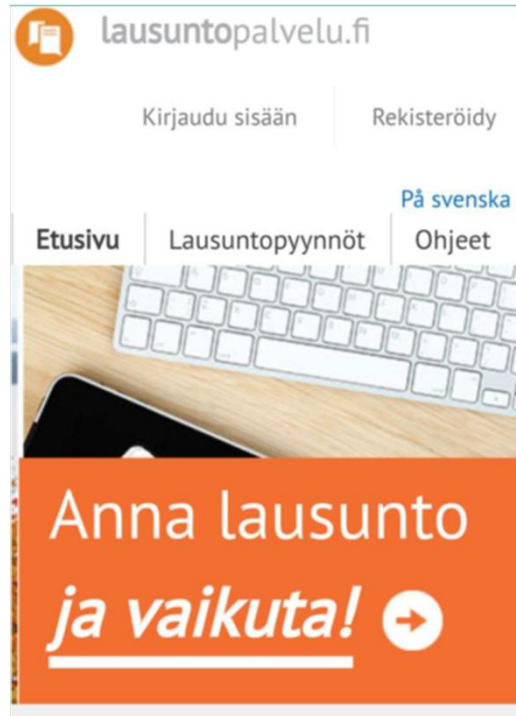 lausuntopalvelu.fi
Kirjaudu sisään Rekisteröidy
På svenska
Etusivu Lausuntopyynnöt Ohjeet
Anna lausunto
ja vaikuta!